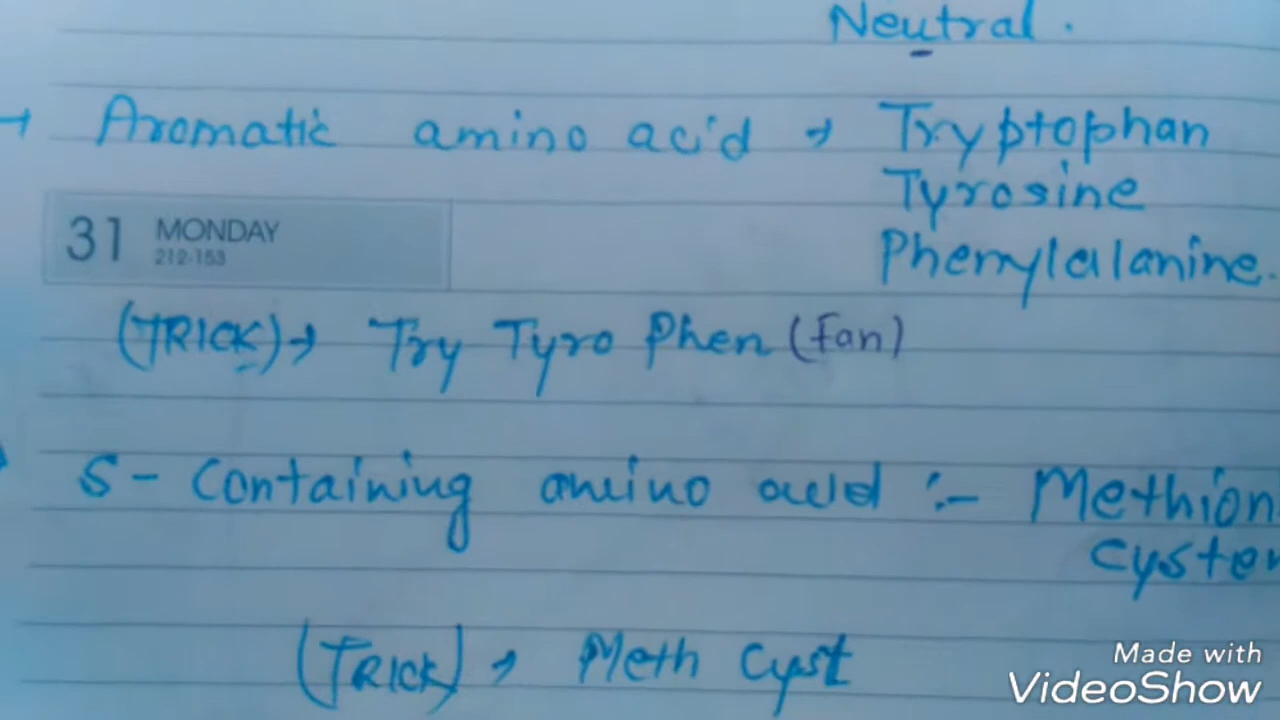 Neutral.
→ Aromatic amino acid → Tryptophan
Tyrosine
Phenylalanine.
31 MONDAY
212-153
(TRICK) → Try Tyro Phen (fan)
S - Containing amino acid :- Methion
Cyste
(TRICK) → Meth Cyst
Made with
VideoShow